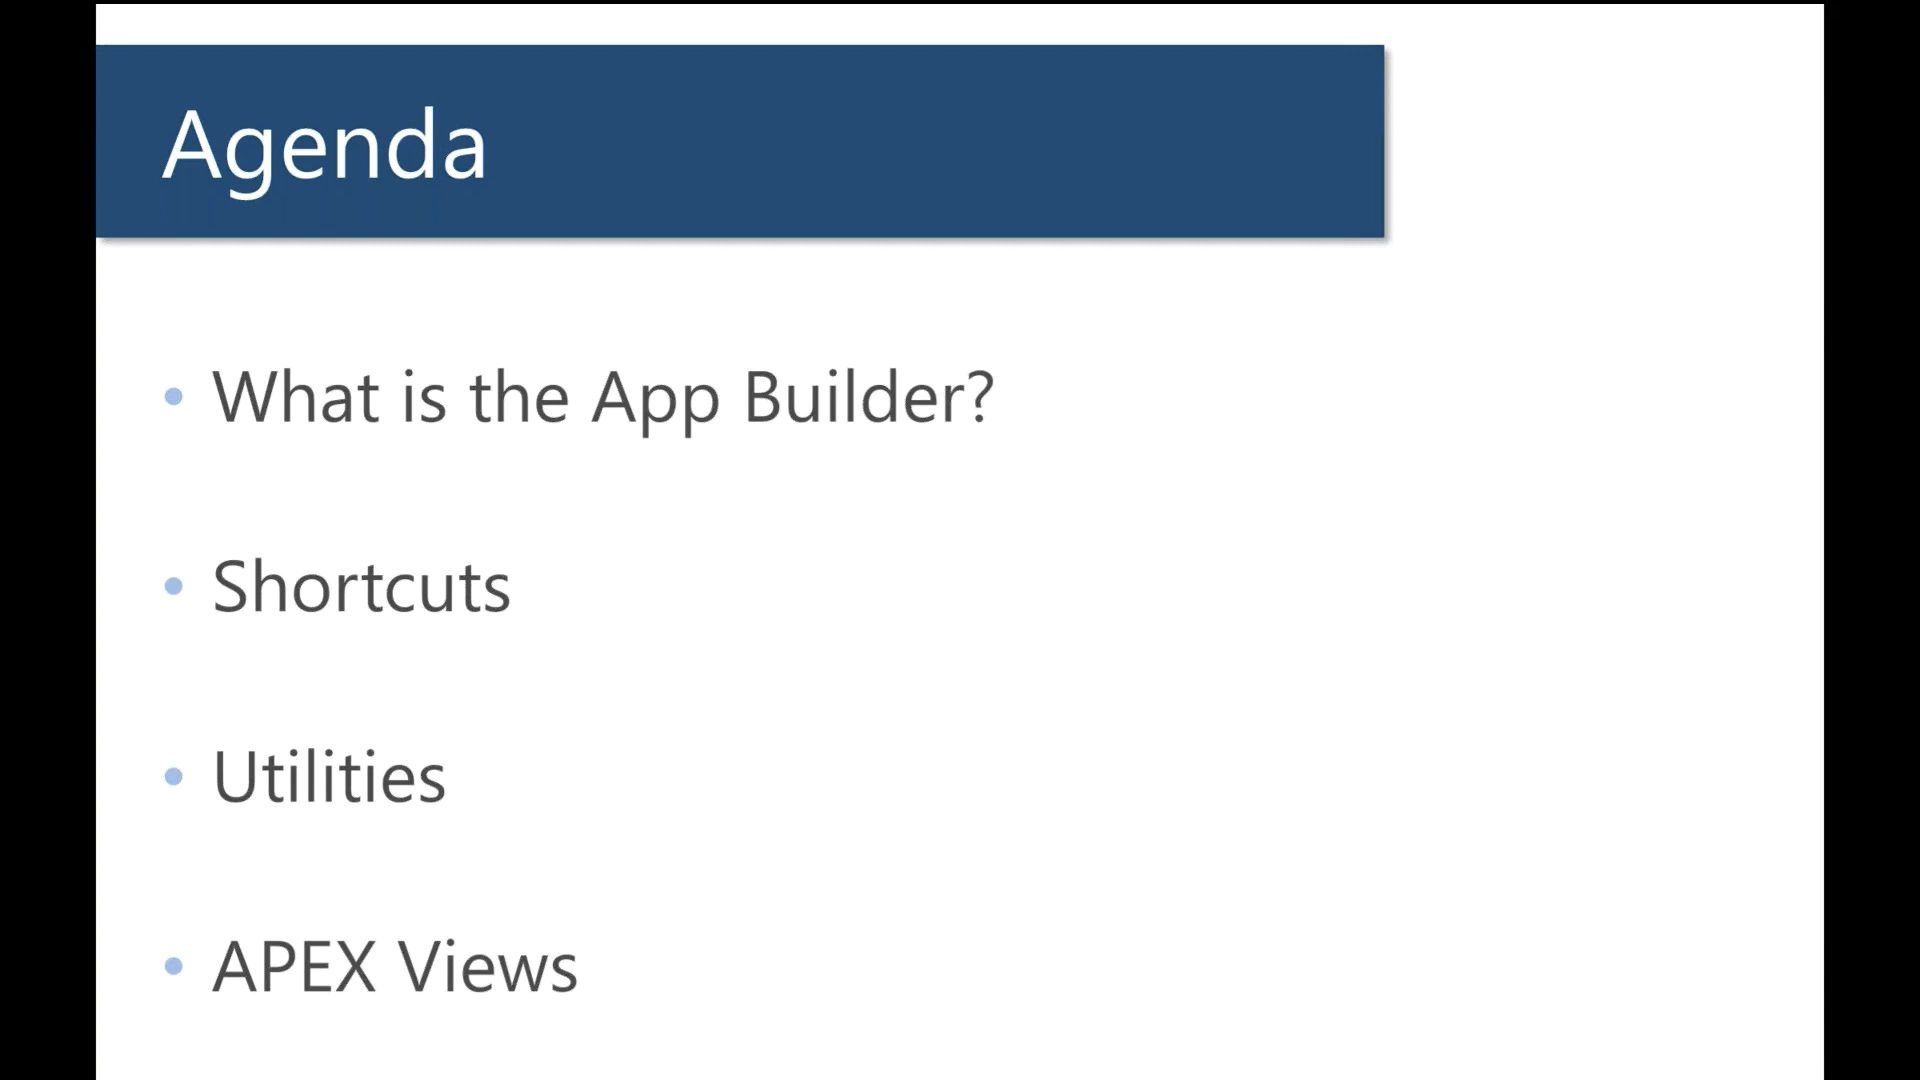 Agenda
• What is the App Builder?
• Shortcuts
• Utilities
• APEX Views